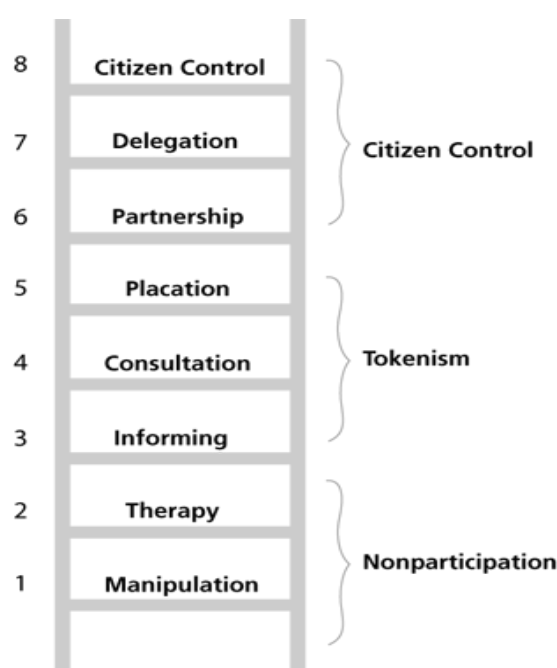 8 Citizen Control
7 Delegation
Citizen Control
6 Partnership
5 Placation
4 Consultation
Tokenism
3 Informing
2 Therapy
Nonparticipation
1 Manipulation